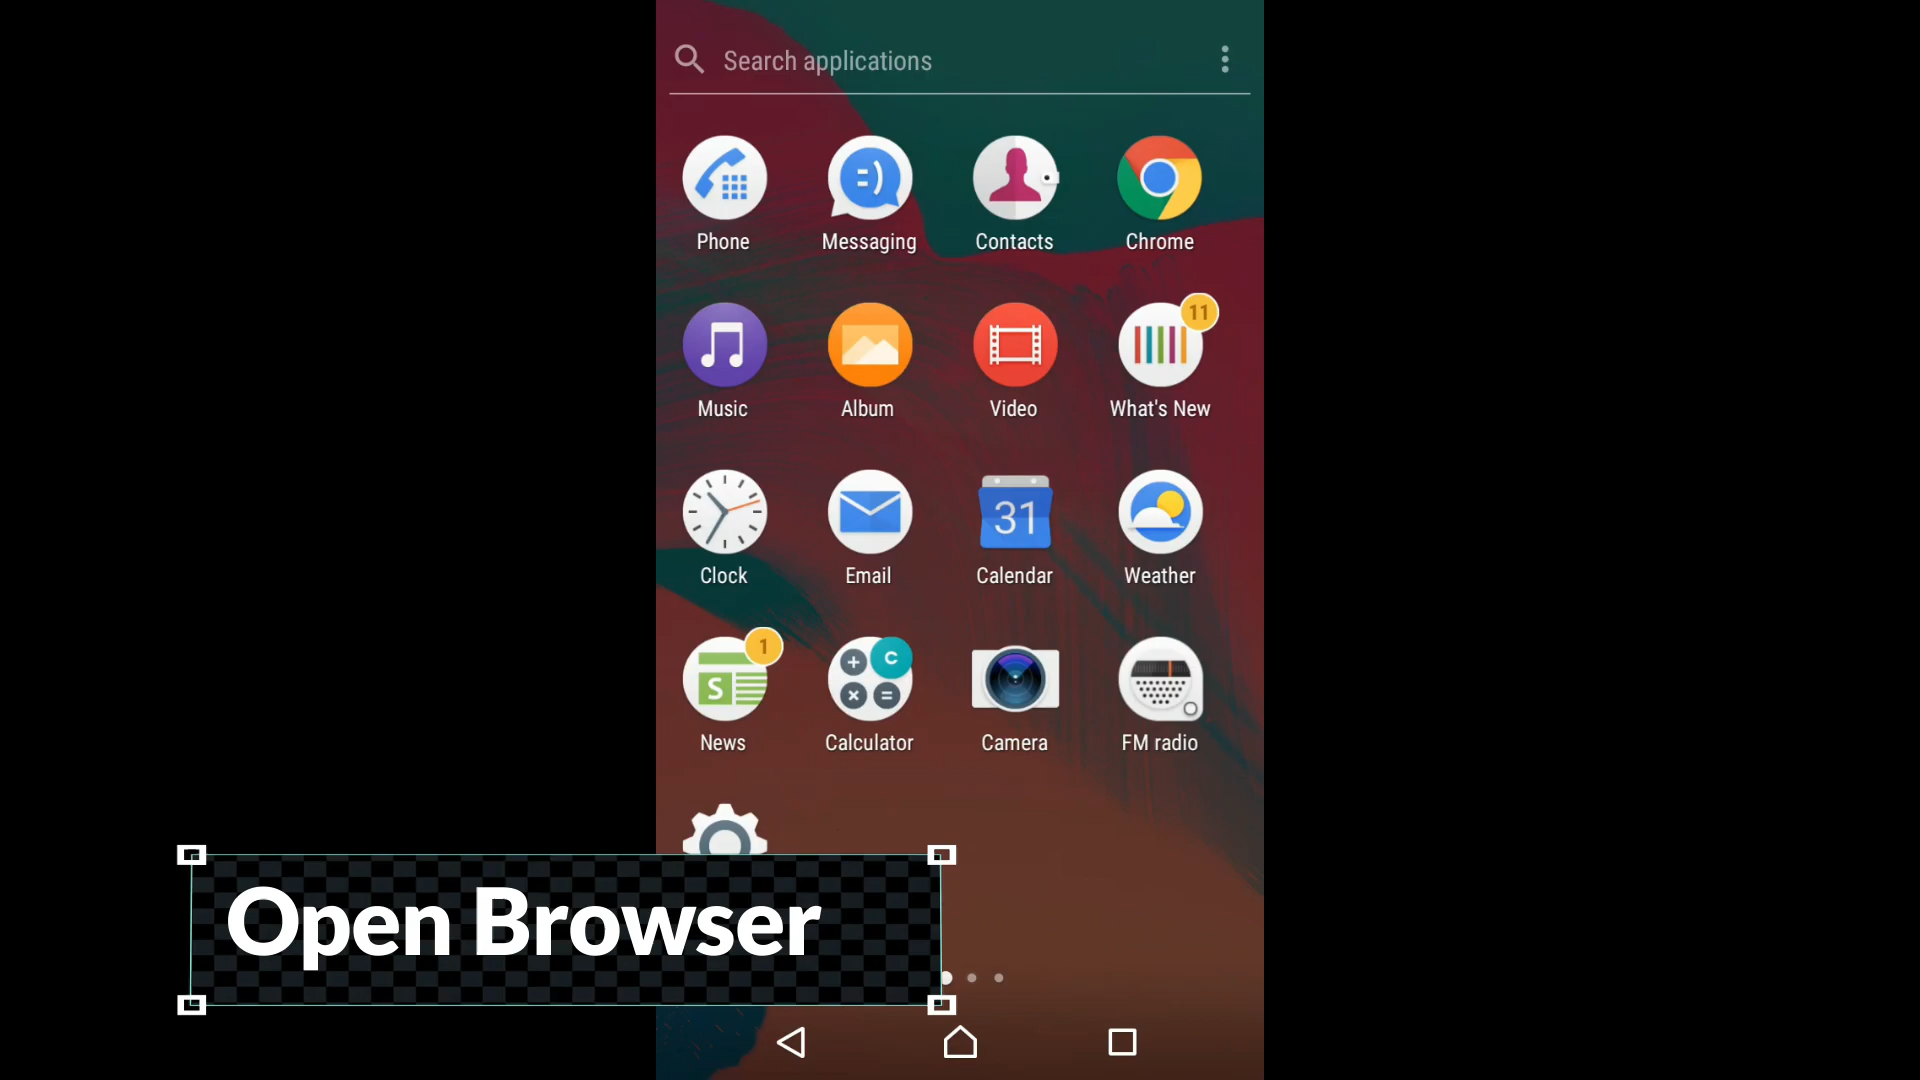 Search applications
Phone
Messaging
Contacts
Chrome
11
Music
Album
Video
What's New
31
Clock
Email
Calendar
Weather
1
S
C
News
Calculator
Camera
FM radio
Open Browser